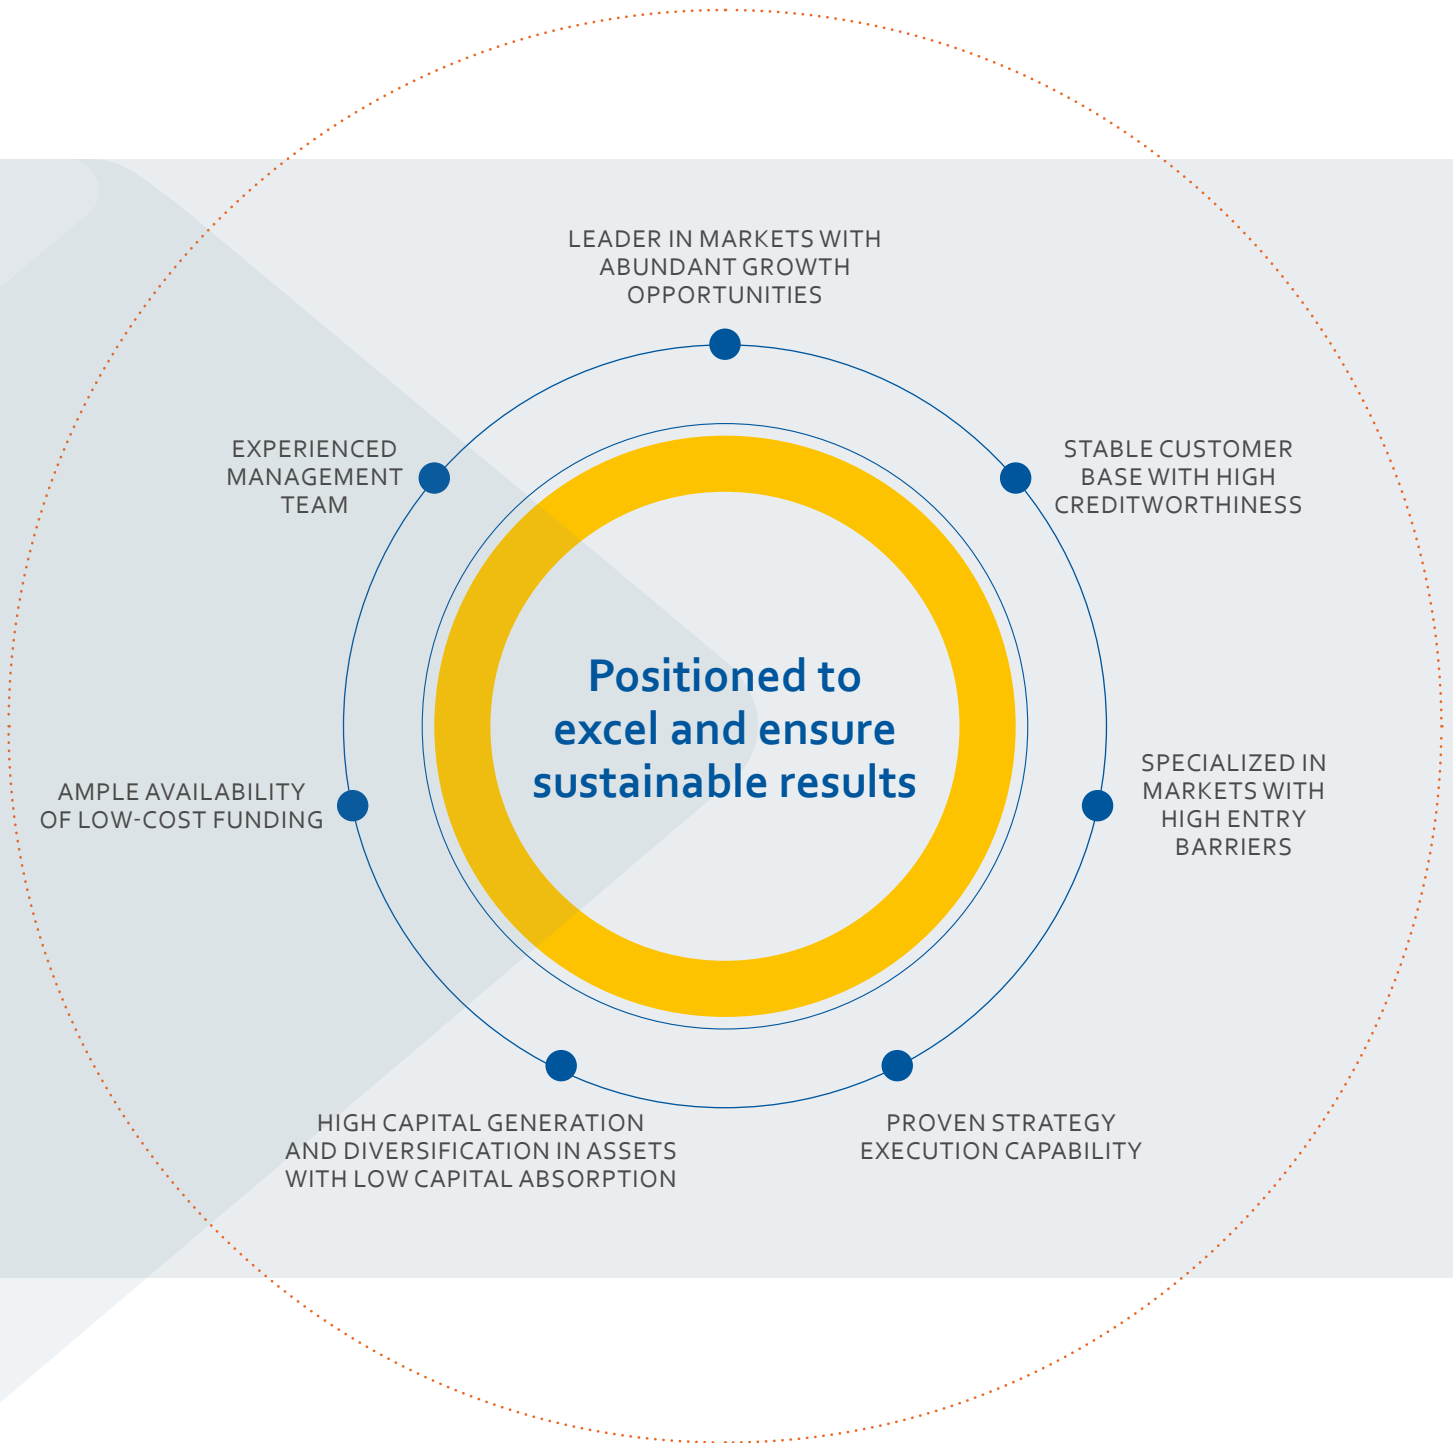 LEADER IN MARKETS WITH
ABUNDANT GROWTH
OPPORTUNITIES
STABLE CUSTOMER
BASE WITH HIGH
CREDITWORTHINESS
SPECIALIZED IN
MARKETS WITH
HIGH ENTRY
BARRIERS
PROVEN STRATEGY
EXECUTION CAPABILITY
HIGH CAPITAL GENERATION
AND DIVERSIFICATION IN ASSETS
WITH LOW CAPITAL ABSORPTION
AMPLE AVAILABILITY
OF LOW-COST FUNDING
EXPERIENCED
MANAGEMENT
TEAM
Positioned to
excel and ensure
sustainable results